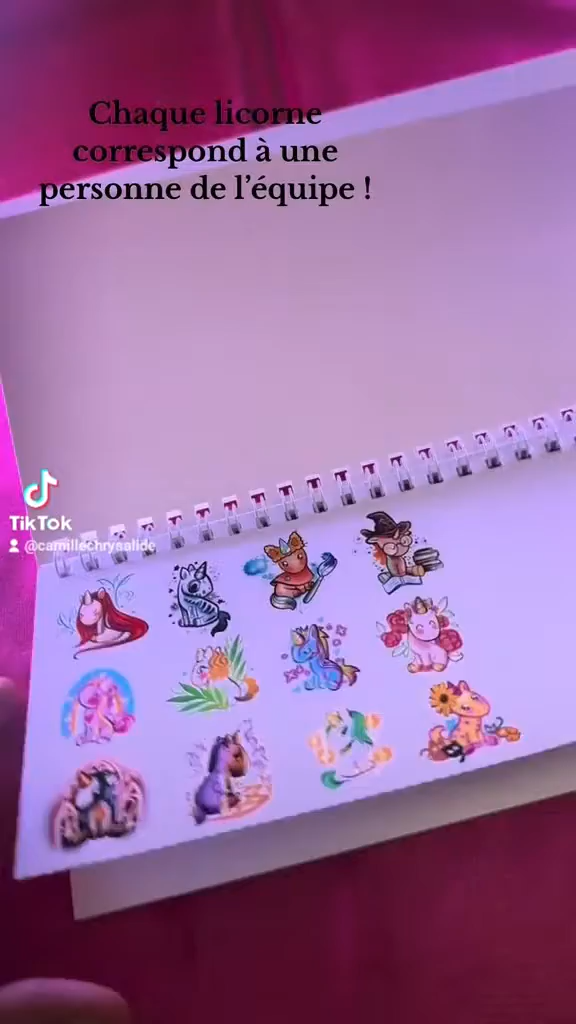 Chaque licorne
correspond à une
personne de l’équipe !
TikTok
@camillechrysalide